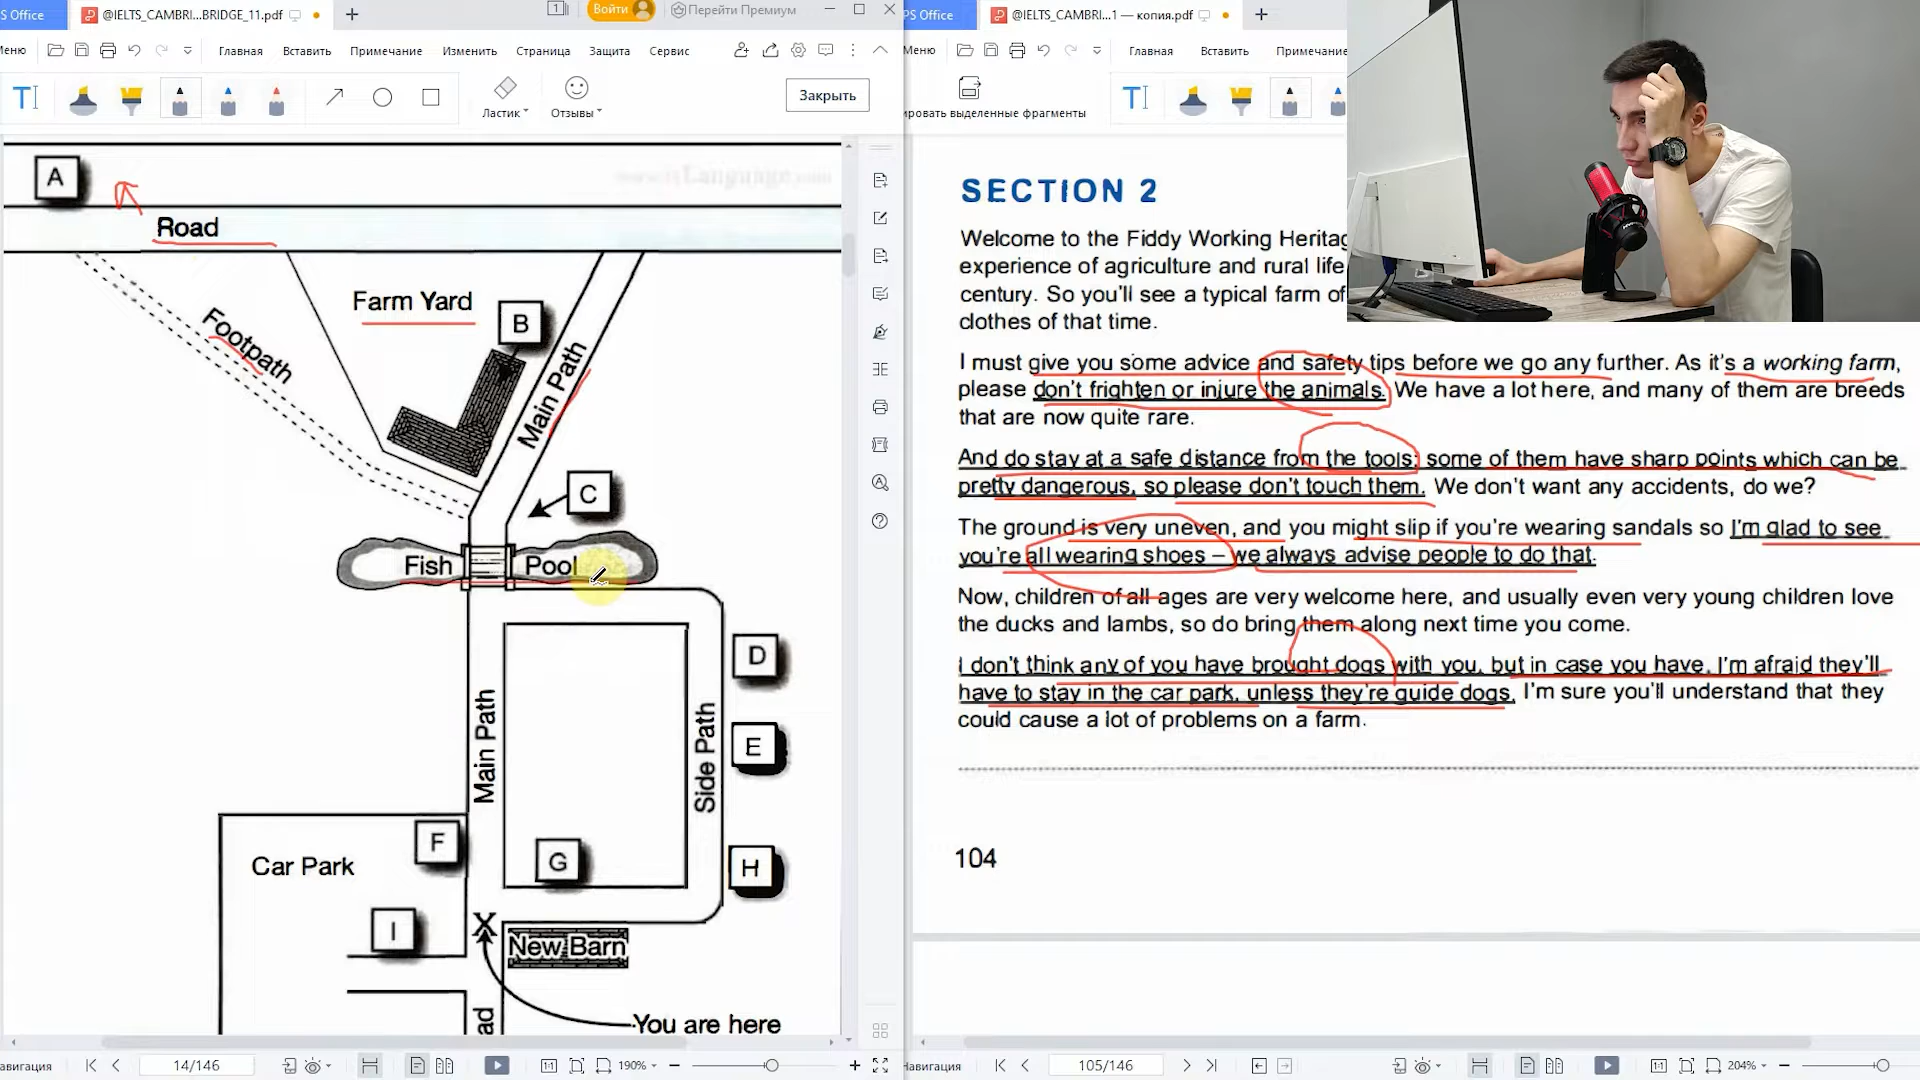 PS Office
@IELTS_CAMBRI...BRIDGE_11.pdf
1
Войти
Перейти Премиум
PS Office
@IELTS_CAMBRI...1 — копия.pdf
Меню
Главная
Вставить
Примечание
Изменить
Страница
Защита
Сервис
Меню
Главная
Вставить
Примечание
T
Ластик
Отзывы
Закрыть
ировать выделенные фрагменты
T
A
Road
Farm Yard
B
Footpath
Main Path
C
Fish
Pool
D
Main Path
Side Path
E
F
Car Park
G
H
I
X
New Barn
ad
You are here
SECTION 2
Welcome to the Fiddy Working Heritag
experience of agriculture and rural life
century. So you'll see a typical farm of
clothes of that time.
I must give you some advice and safety tips before we go any further. As it's a working farm,
please don't frighten or injure the animals. We have a lot here, and many of them are breeds
that are now quite rare.
And do stay at a safe distance from the tools: some of them have sharp points which can be
pretty dangerous, so please don't touch them. We don't want any accidents, do we?
The ground is very uneven, and you might slip if you're wearing sandals so I'm glad to see
you're all wearing shoes – we always advise people to do that.
Now, children of all ages are very welcome here, and usually even very young children love
the ducks and lambs, so do bring them along next time you come.
I don't think any of you have brought dogs with you, but in case you have, I'm afraid they'll
have to stay in the car park, unless they're guide dogs. I'm sure you'll understand that they
could cause a lot of problems on a farm.
104
авигация
14/146
190%
Навигация
105/146
204%